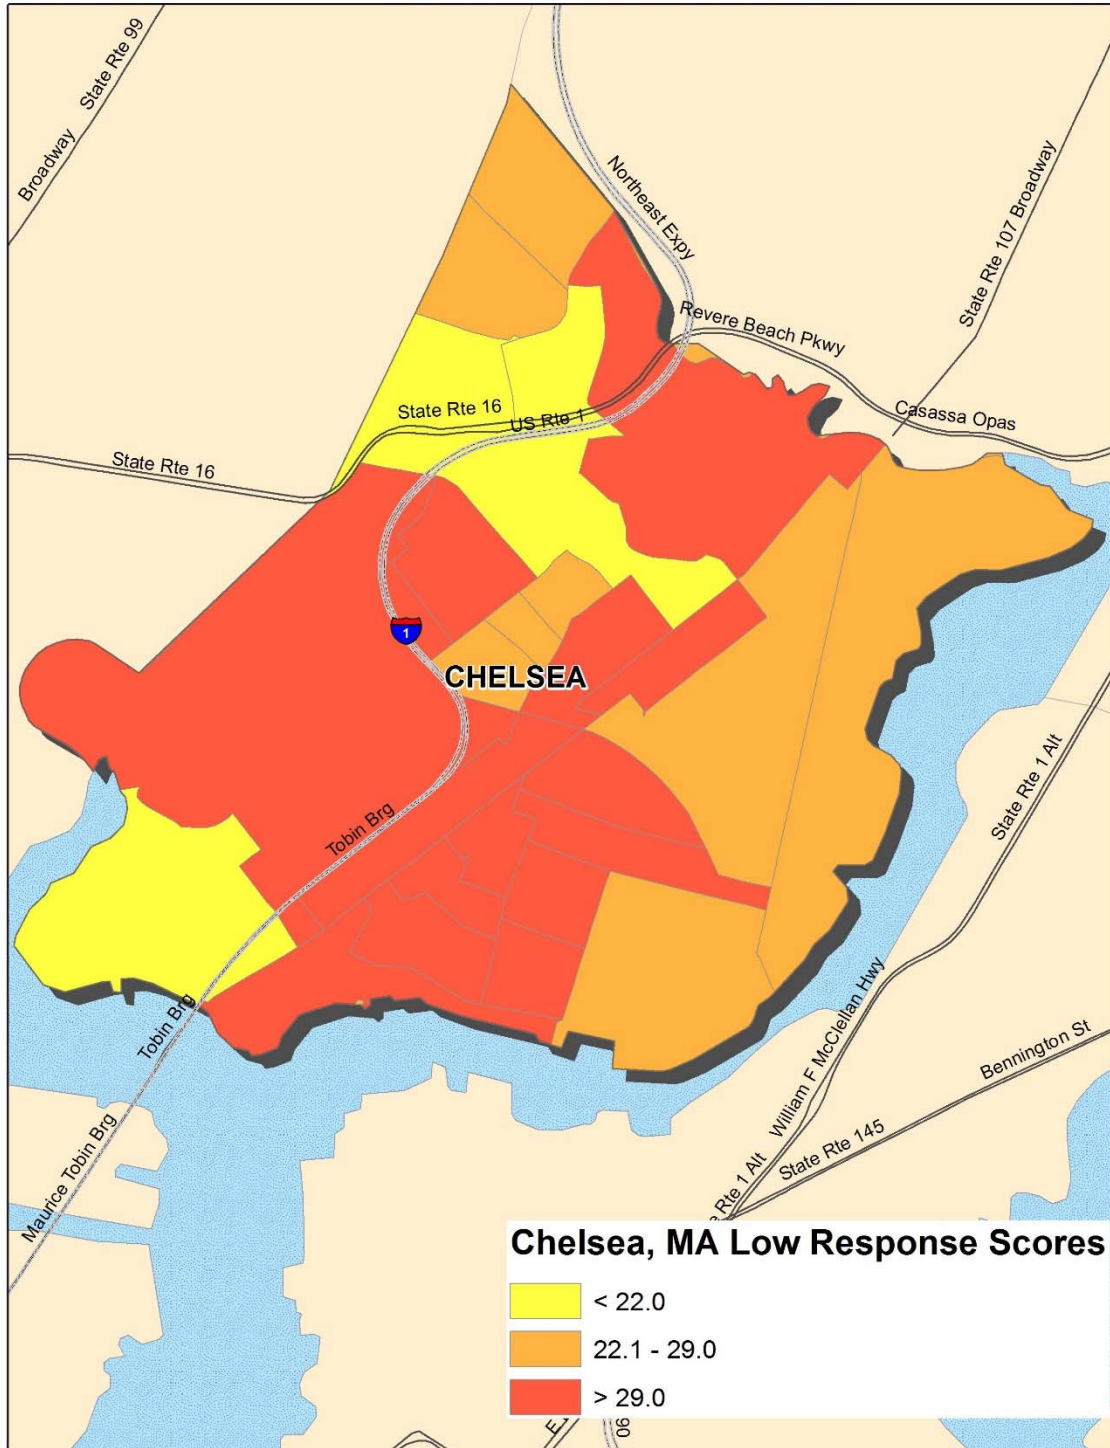 State Rte 99
Broadway
Northeast Expy
State Rte 107 Broadway
Revere Beach Pkwy
Casassa Opas
State Rte 16
US Rte 1
State Rte 16
1
CHELSEA
State Rte 1 Alt
Tobin Brg
William F McClellan Hwy
Tobin Brg
Bennington St
State Rte 145
Maurice Tobin Brg
Rte 1 Alt
Chelsea, MA Low Response Scores
< 22.0
22.1 - 29.0
> 29.0